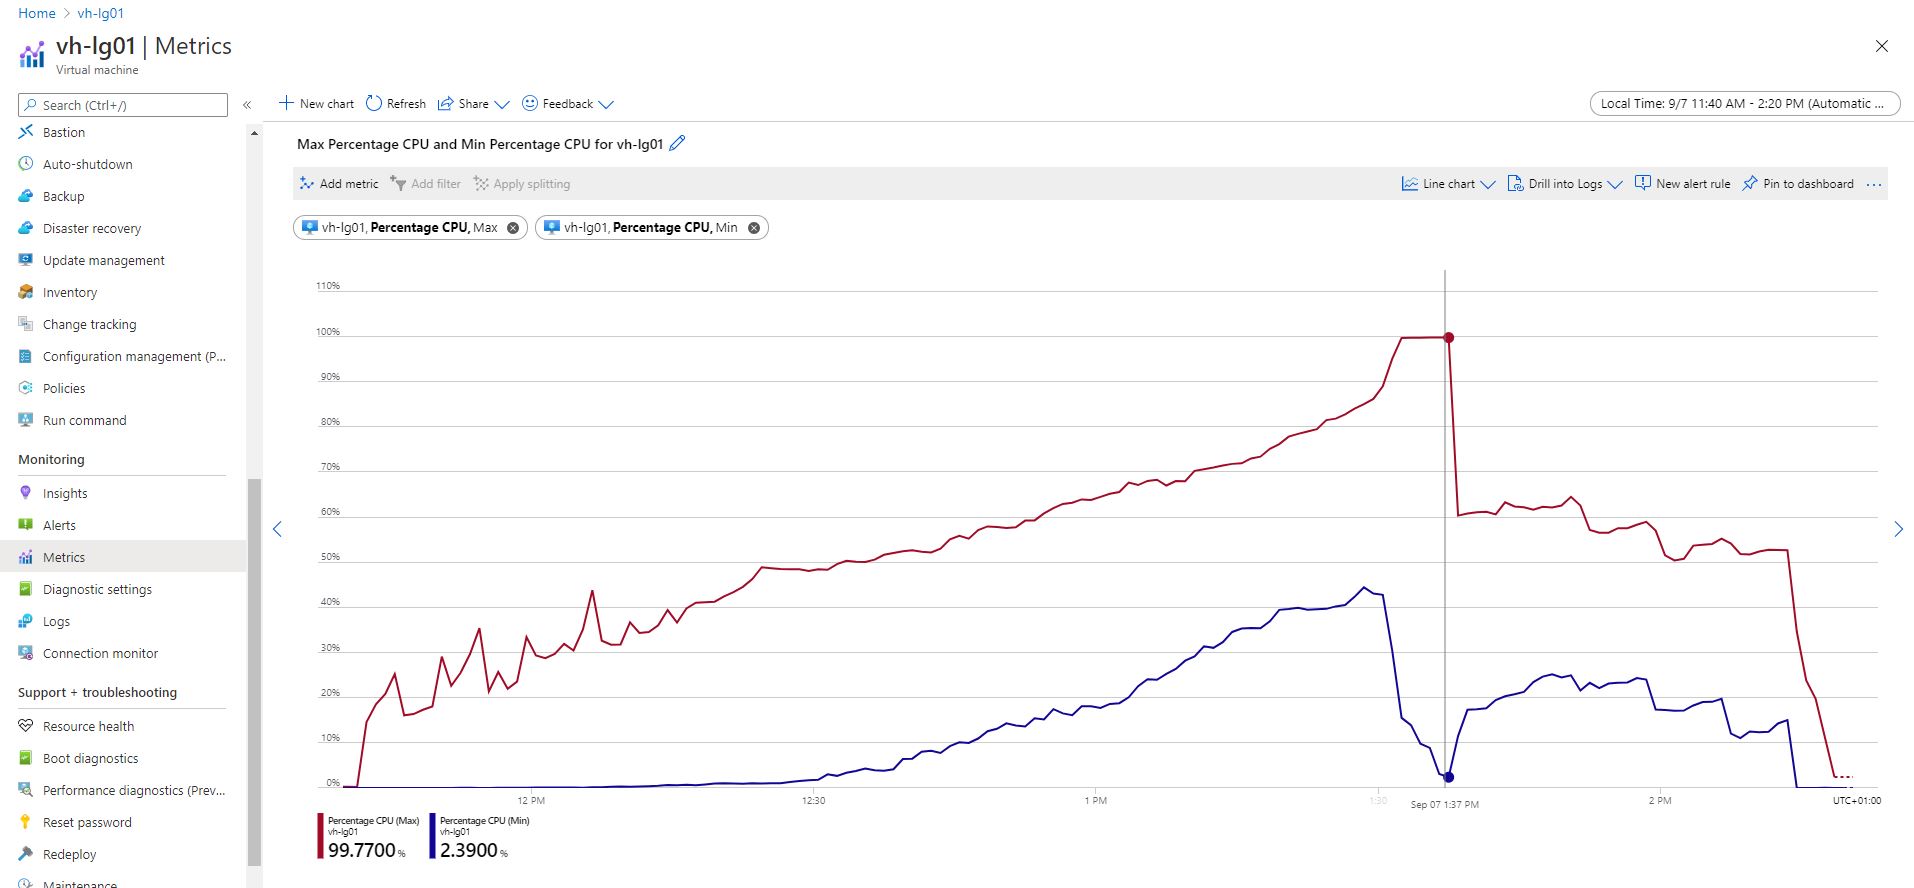 Home > vh-lg01
vh-lg01 | Metrics
Virtual machine
Search (Ctrl+/)
«
Bastion
Auto-shutdown
Backup
Disaster recovery
Update management
Inventory
Change tracking
Configuration management (P...
Policies
Run command
Monitoring
Insights
Alerts
Metrics
Diagnostic settings
Logs
Connection monitor
Support + troubleshooting
Resource health
Boot diagnostics
Performance diagnostics (Prev...
Reset password
Redeploy
Maintenance
New chart Refresh Share Feedback
Local Time: 9/7 11:40 AM - 2:20 PM (Automatic ...
Max Percentage CPU and Min Percentage CPU for vh-lg01
Add metric Add filter Apply splitting
Line chart Drill into Logs New alert rule Pin to dashboard ...
vh-lg01, Percentage CPU, Max vh-lg01, Percentage CPU, Min
110%
100%
90%
80%
70%
60%
50%
40%
30%
20%
10%
0%
12 PM 12:30 1 PM 1:30 Sep 07 1:37 PM 2 PM UTC+01:00
Percentage CPU (Max)
vh-lg01
99.7700 %
Percentage CPU (Min)
vh-lg01
2.3900 %